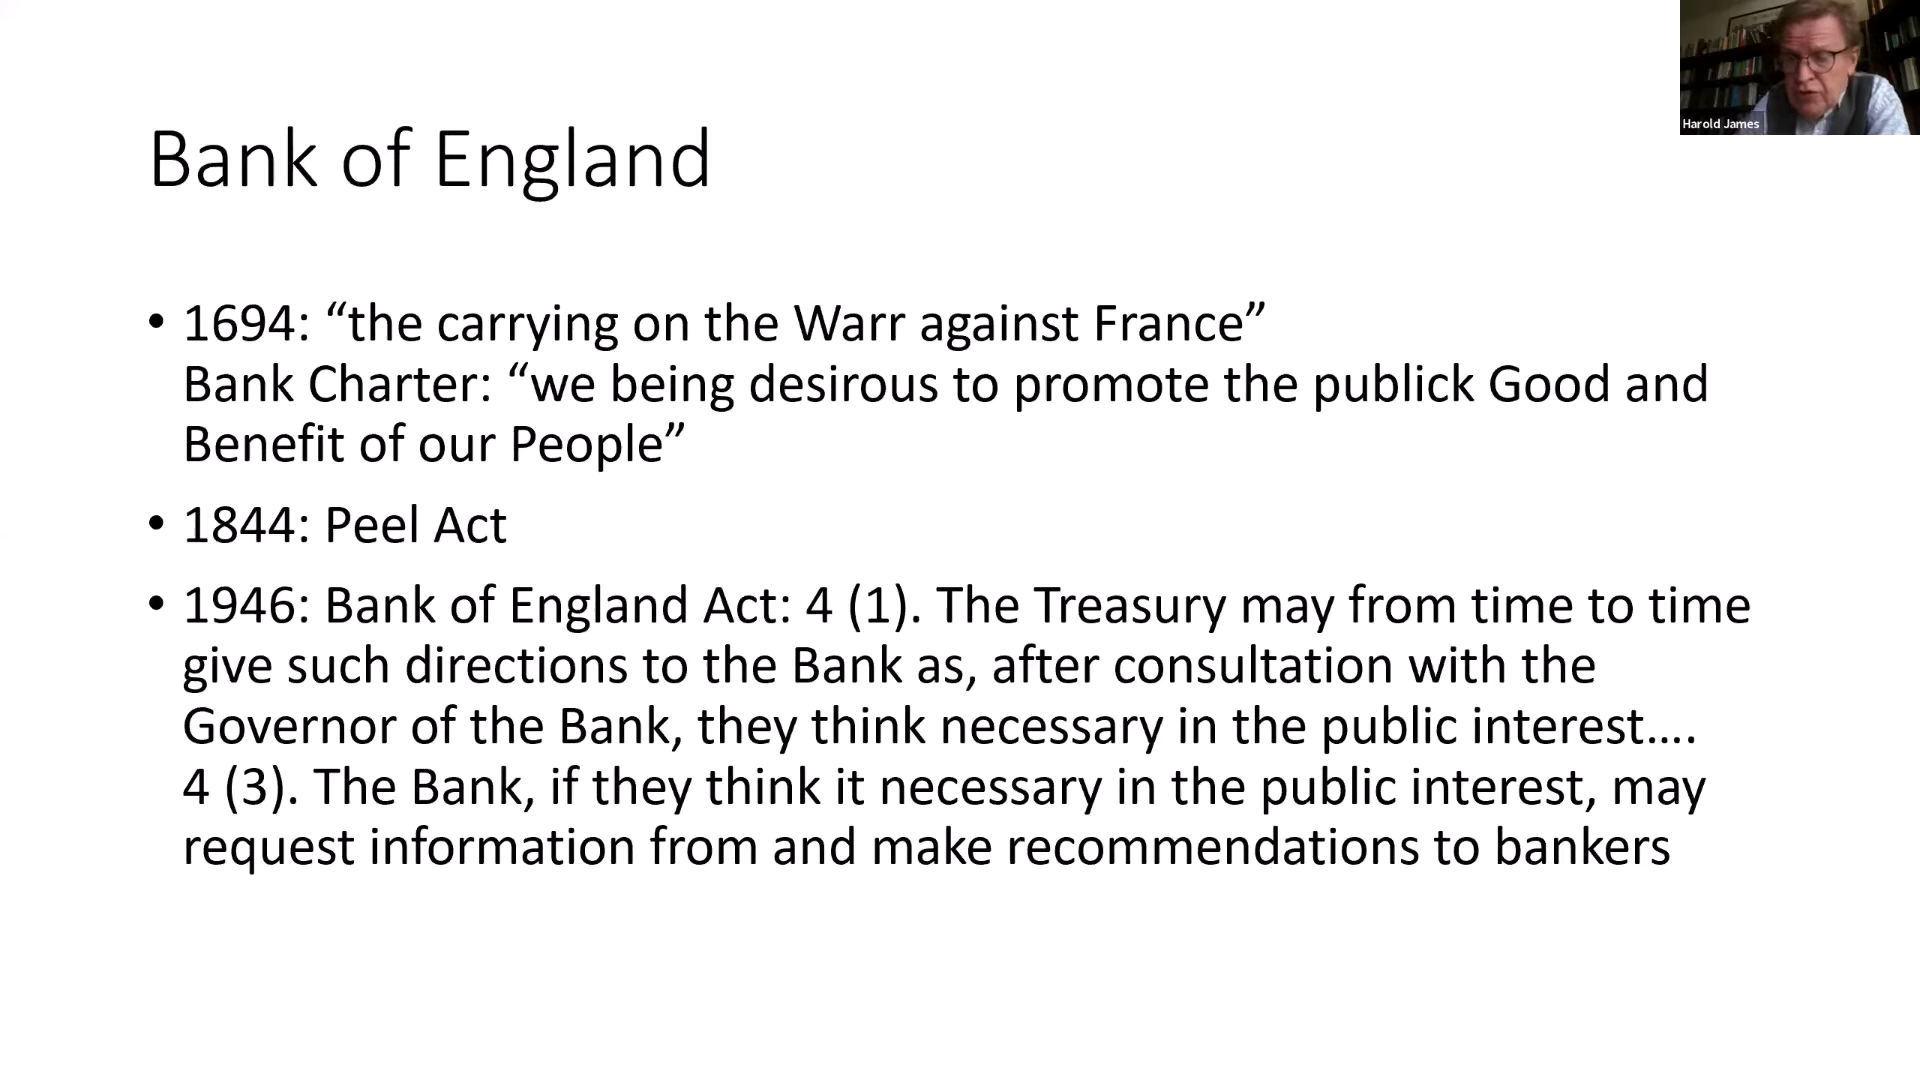 Harold James
Bank of England
• 1694: “the carrying on the Warr against France”
Bank Charter: “we being desirous to promote the publick Good and
Benefit of our People”
• 1844: Peel Act
• 1946: Bank of England Act: 4 (1). The Treasury may from time to time
give such directions to the Bank as, after consultation with the
Governor of the Bank, they think necessary in the public interest….
4 (3). The Bank, if they think it necessary in the public interest, may
request information from and make recommendations to bankers